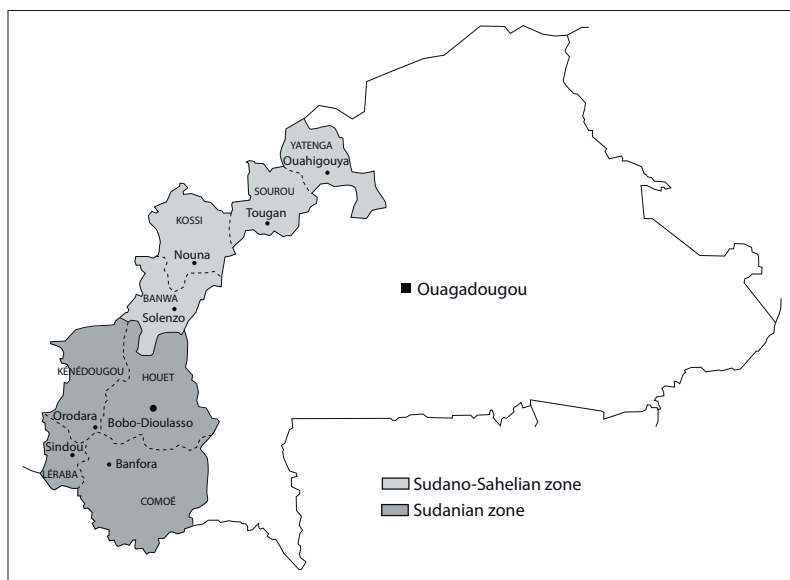 YATENGA
Ouahigouya
SOUROU
Tougan
KOSSI
Nouna
BANWA
Solenzo
Ouagadougou
KÉNÉDOUGOU
HOUET
Orodara
Bobo-Dioulasso
Sindou
Banfora
LÉRABA
COMOÉ
Sudano-Sahelian zone
Sudanian zone